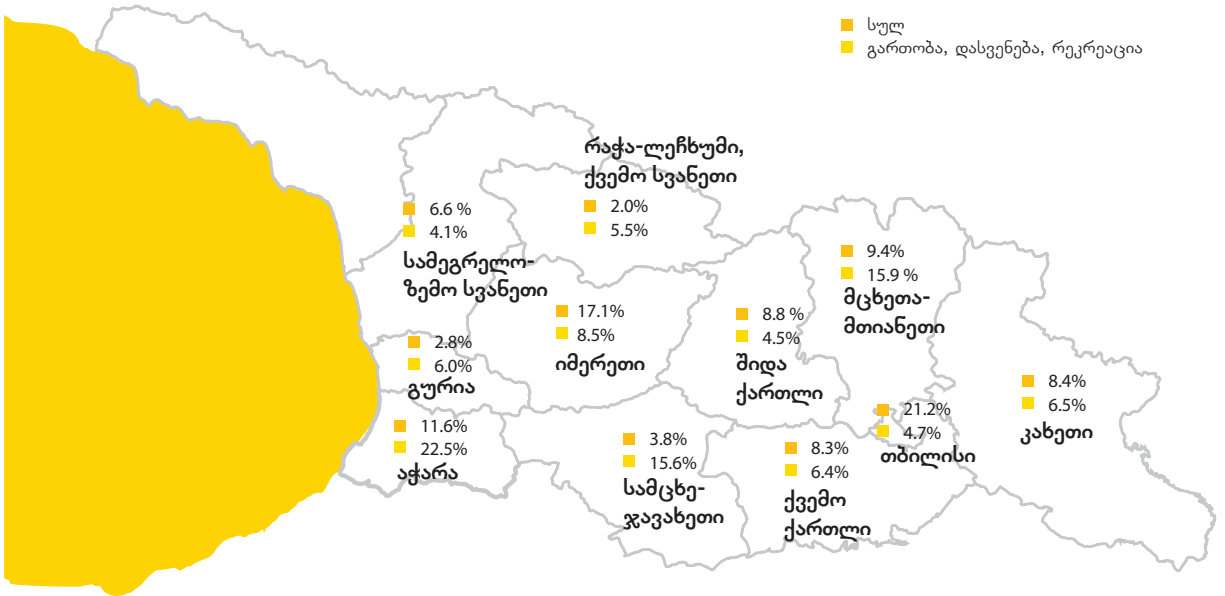 სულ
გართობა, დასვენება, რეკრეაცია
რაჭა-ლეჩხუმი,
ქვემო სვანეთი
2.0%
5.5%
6.6 %
4.1%
სამეგრელო-
ზემო სვანეთი
9.4%
15.9 %
მცხეთა-
მთიანეთი
17.1%
8.5%
იმერეთი
8.8 %
4.5%
შიდა
ქართლი
2.8%
6.0%
გურია
8.4%
6.5%
კახეთი
21.2%
4.7%
თბილისი
11.6%
22.5%
აჭარა
3.8%
15.6%
სამცხე-
ჯავახეთი
8.3%
6.4%
ქვემო
ქართლი